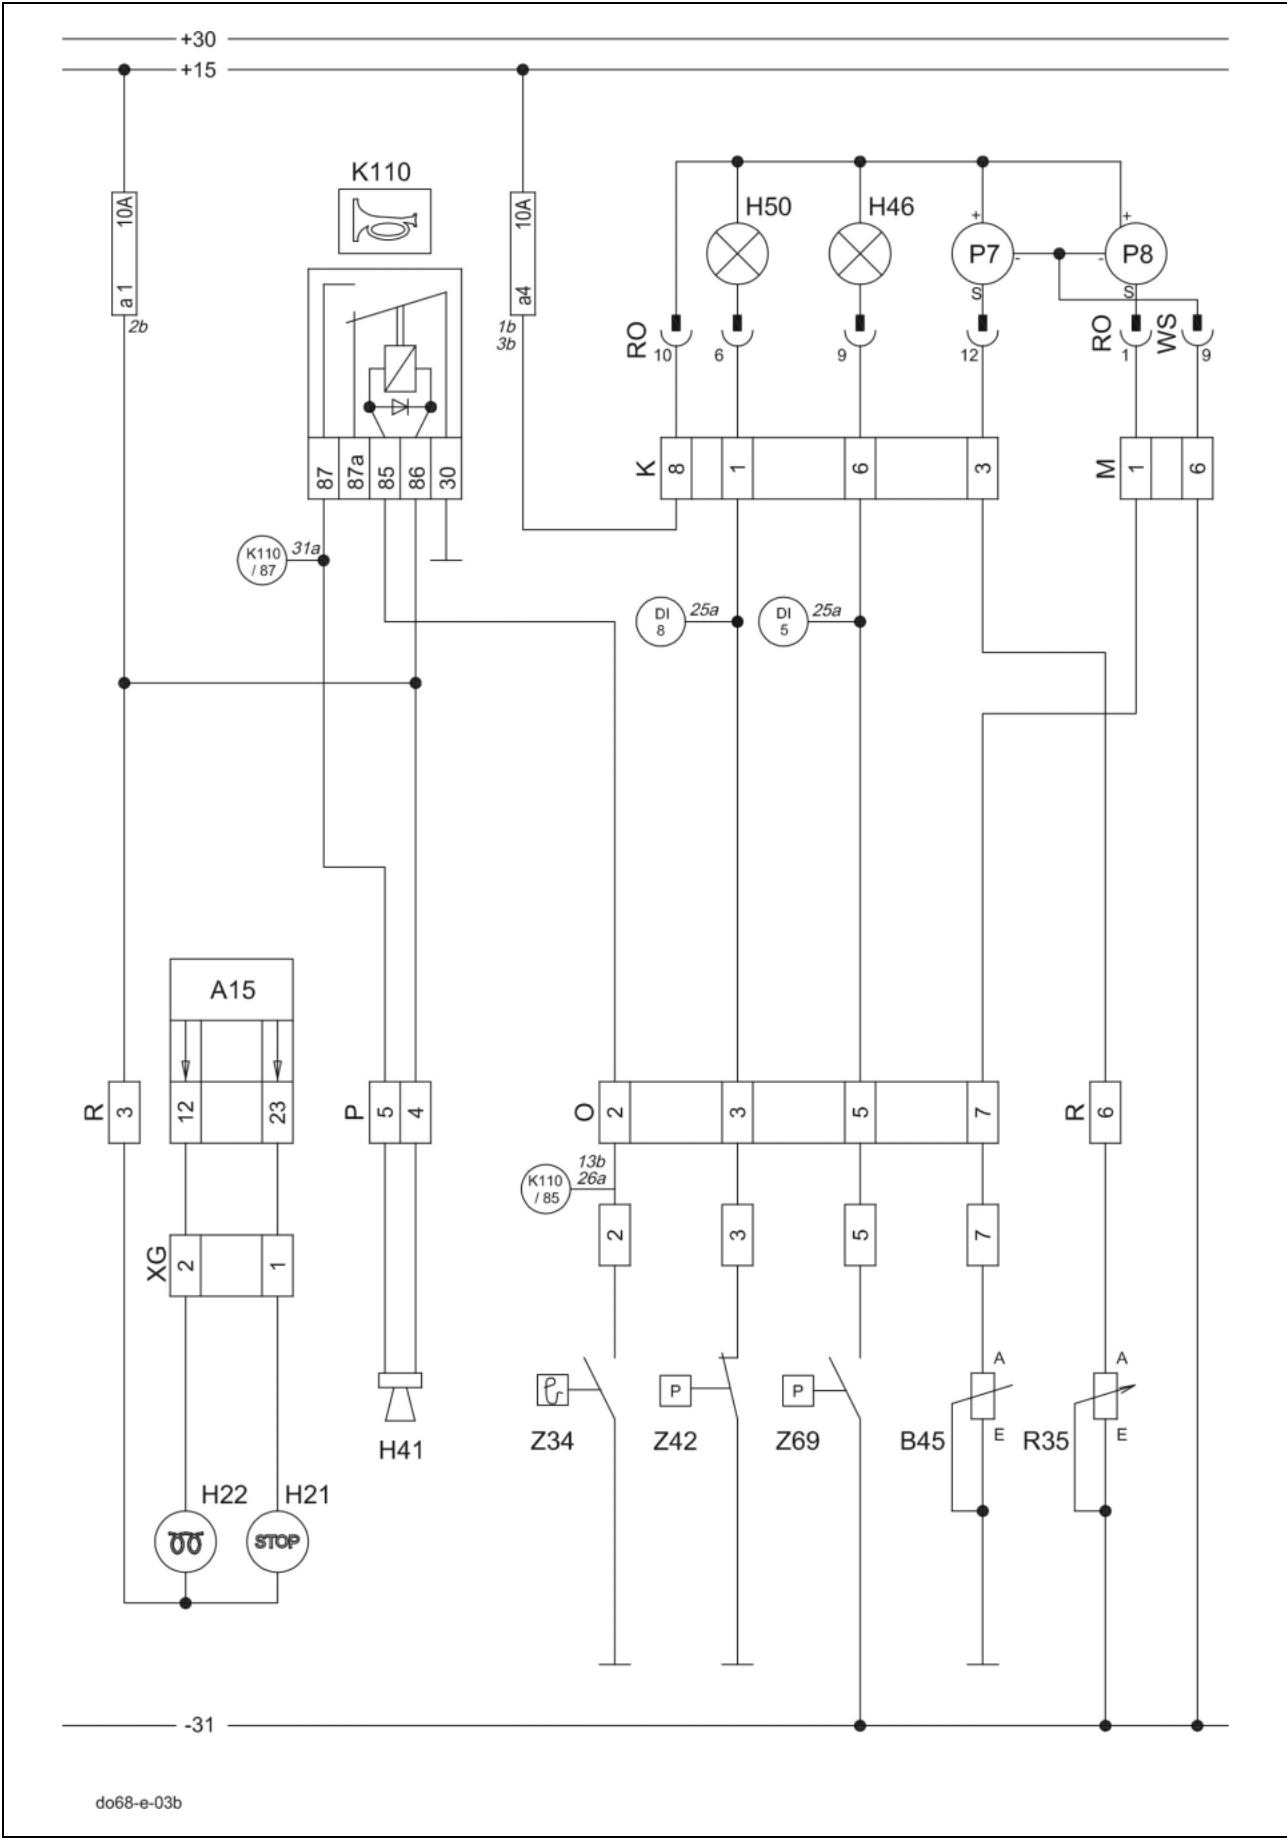 +30
+15
K110
10A
a 1
2b
10A
a4
1b
3b
H50
H46
+
P7
-
S
+
P8
-
S
RO
10
6
9
12
RO
1
WS
9
87
87a
85
86
30
K
8
1
6
3
M
1
6
K110
/ 87
31a
DI
8
25a
DI
5
25a
A15
R
3
12
23
P
5
4
O
2
3
5
7
R
6
K110
/ 85
13b
26a
2
3
5
7
XG
2
1
H41
Z34
P
Z42
P
Z69
A
B45
E
A
R35
E
H22
H21
STOP
-31
do68-e-03b